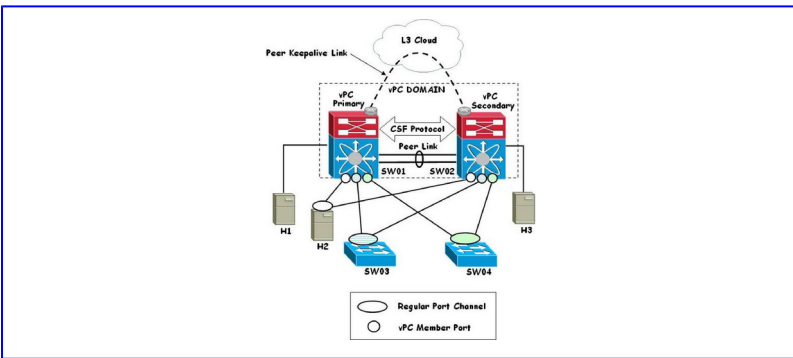 L3 Cloud
Peer Keepalive Link
vPC DOMAIN
vPC
Primary
vPC
Secondary
CSF Protocol
Peer Link
SW01
SW02
H1
H2
H3
SW03
SW04
Regular Port Channel
vPC Member Port